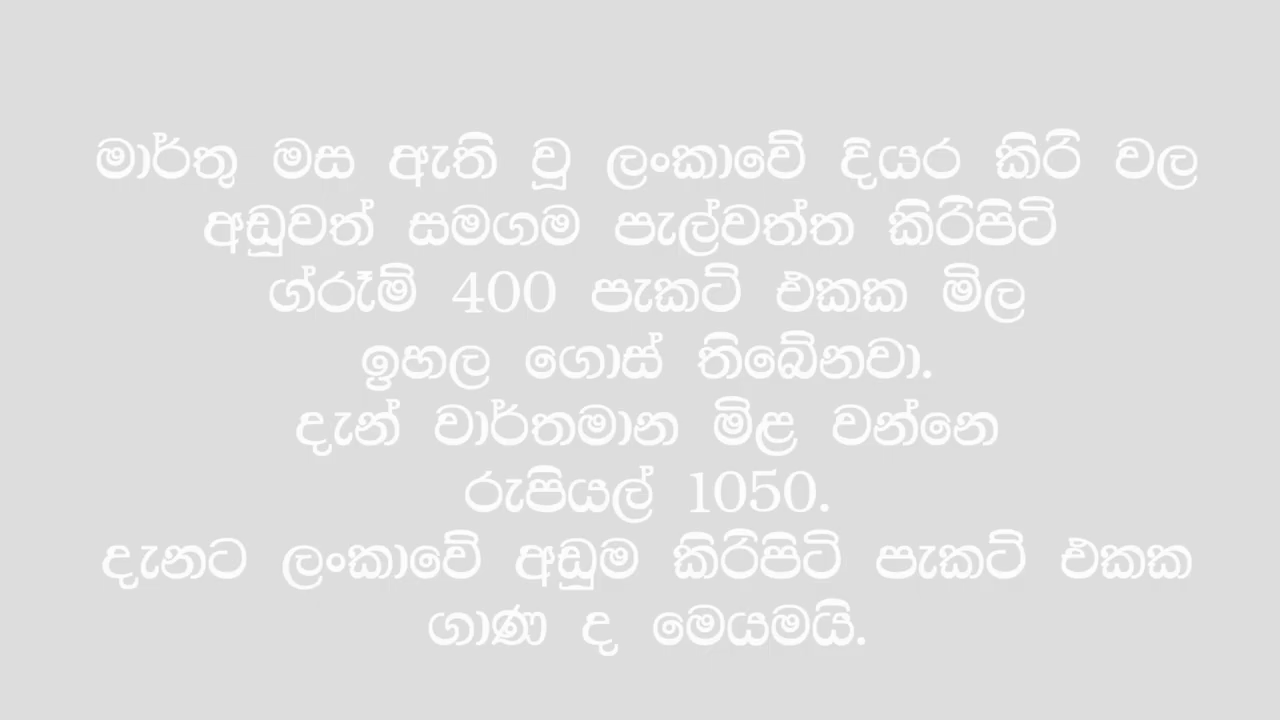 මාර්තු මස ඇති වූ ලංකාවේ දියර කිරි වල
අඩුවත් සමගම පැල්වත්ත කිරිපිටි
ග්රෑම් 400 පැකට් එකක මිල
ඉහල ගොස් තිබේනවා.
දැන් වාර්තමාන මිළ වන්නෙ
රුපියල් 1050.
දැනට ලංකාවේ අඩුම කිරිපිටි පැකට් එකක
ගාණ ද මෙයමයි.